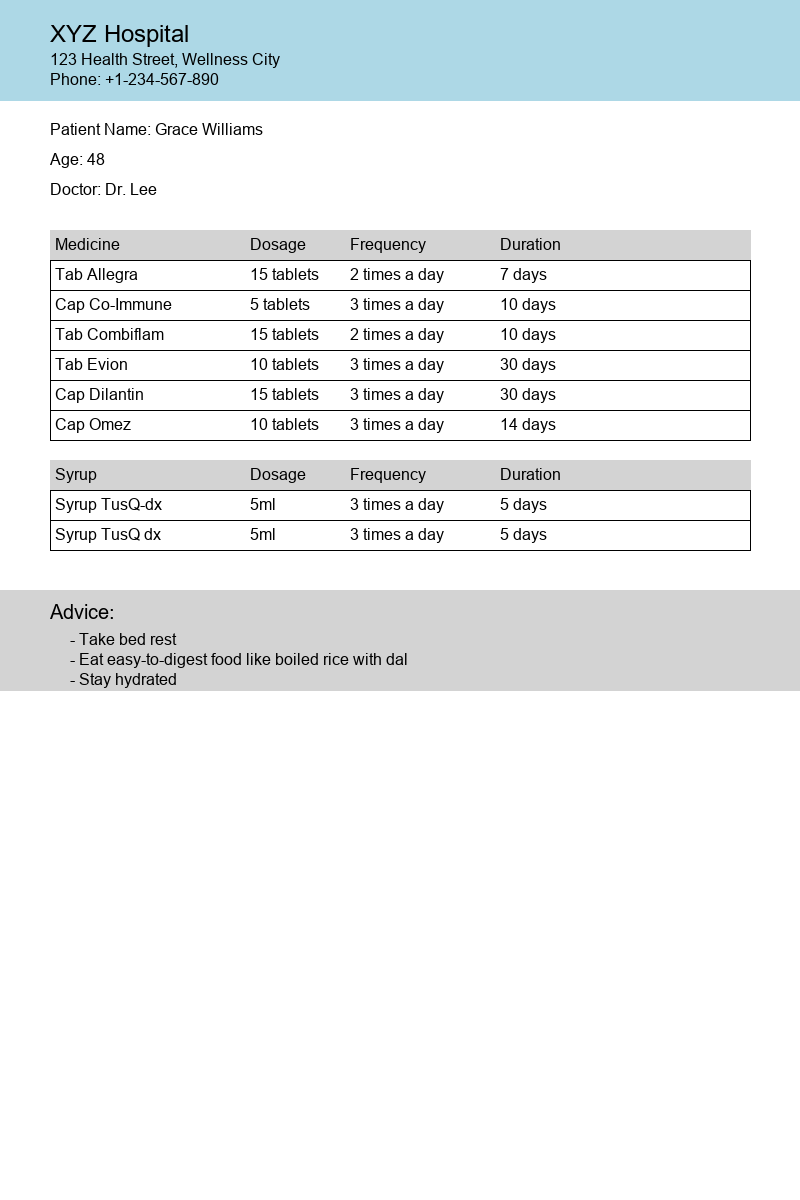 XYZ Hospital
123 Health Street, Wellness City
Phone: +1-234-567-890
Patient Name: Grace Williams
Age: 48
Doctor: Dr. Lee
Medicine Dosage Frequency Duration
Tab Allegra 15 tablets 2 times a day 7 days
Cap Co-Immune 5 tablets 3 times a day 10 days
Tab Combiflam 15 tablets 2 times a day 10 days
Tab Evion 10 tablets 3 times a day 30 days
Cap Dilantin 15 tablets 3 times a day 30 days
Cap Omez 10 tablets 3 times a day 14 days
Syrup Dosage Frequency Duration
Syrup TusQ-dx 5ml 3 times a day 5 days
Syrup TusQ dx 5ml 3 times a day 5 days
Advice:
- Take bed rest
- Eat easy-to-digest food like boiled rice with dal
- Stay hydrated